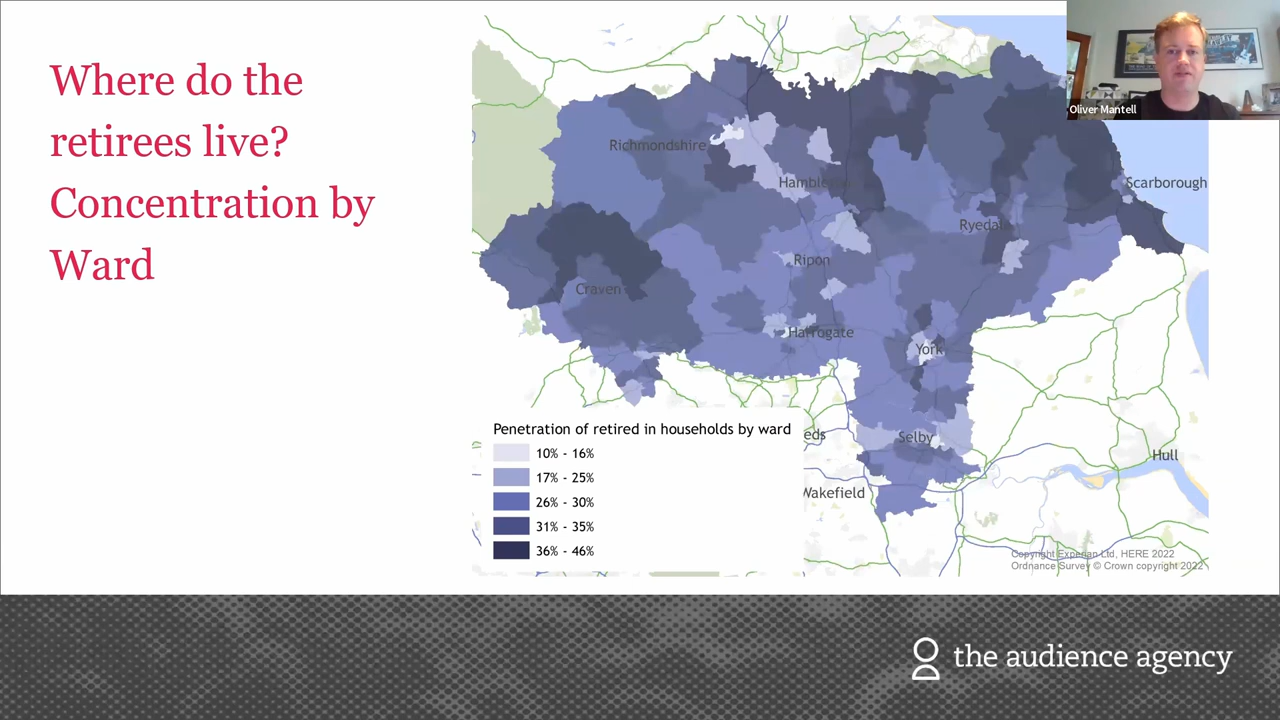 Where do the
retirees live?
Concentration by
Ward
Oliver Mantell
Richmondshire
Scarborough
Ryedale
Ripon
Craven
Harrogate
York
Selby
Hull
Wakefield
Penetration of retired in households by ward
10% - 16%
17% - 25%
26% - 30%
31% - 35%
36% - 46%
Copyright Experian Ltd, HERE 2022
Ordnance Survey © Crown copyright 2022
the audience agency